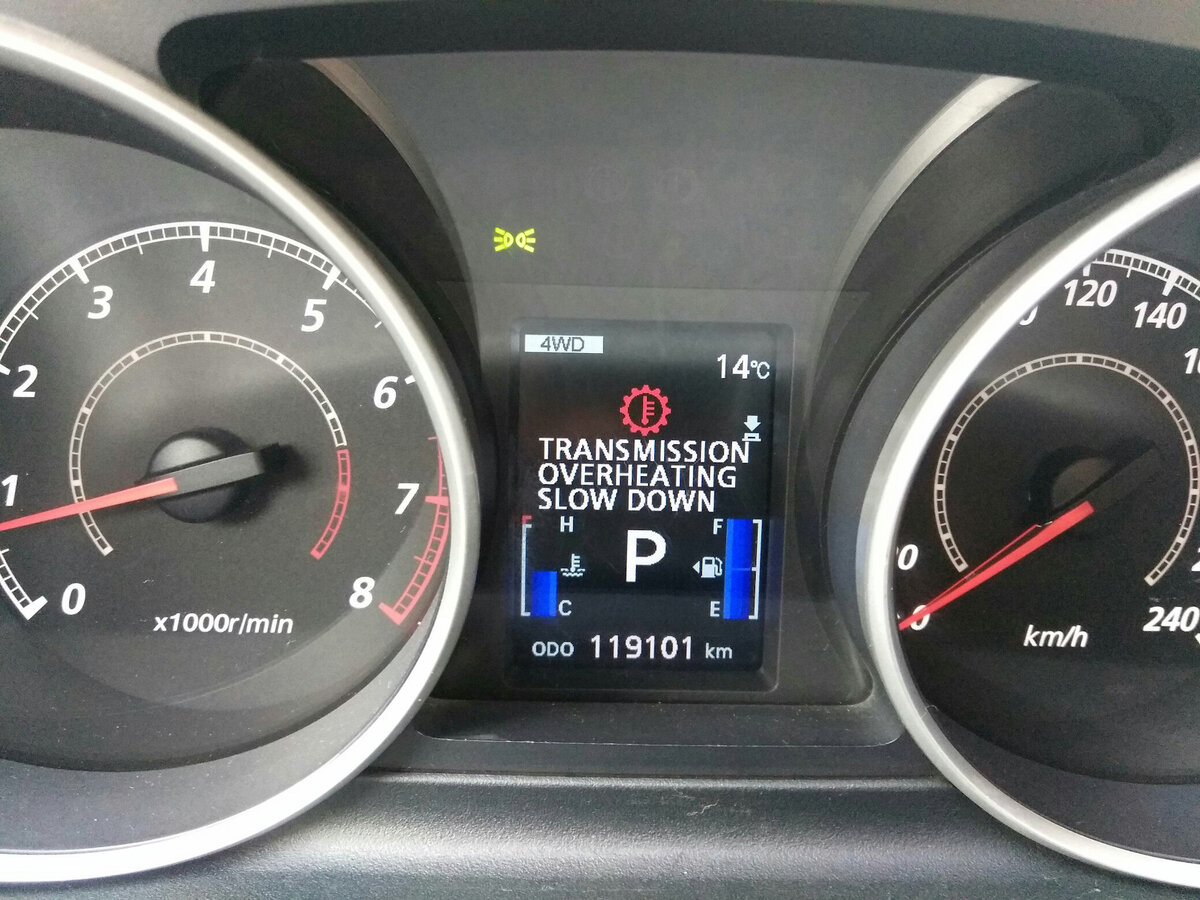 0
1
2
3
4
5
6
7
8
x1000r/min
4WD
14°C
TRANSMISSION
OVERHEATING
SLOW DOWN
H
C
P
F
E
ODO 119101 km
0
120
140
240
km/h